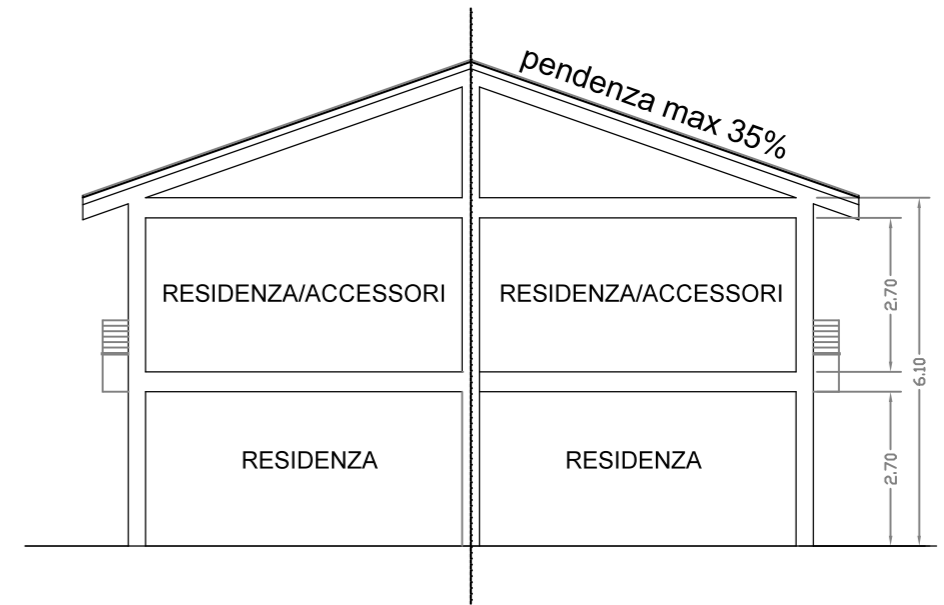 pendenza max 35%
RESIDENZA/ACCESSORI
RESIDENZA/ACCESSORI
2.70
6.10
RESIDENZA
RESIDENZA
2.70